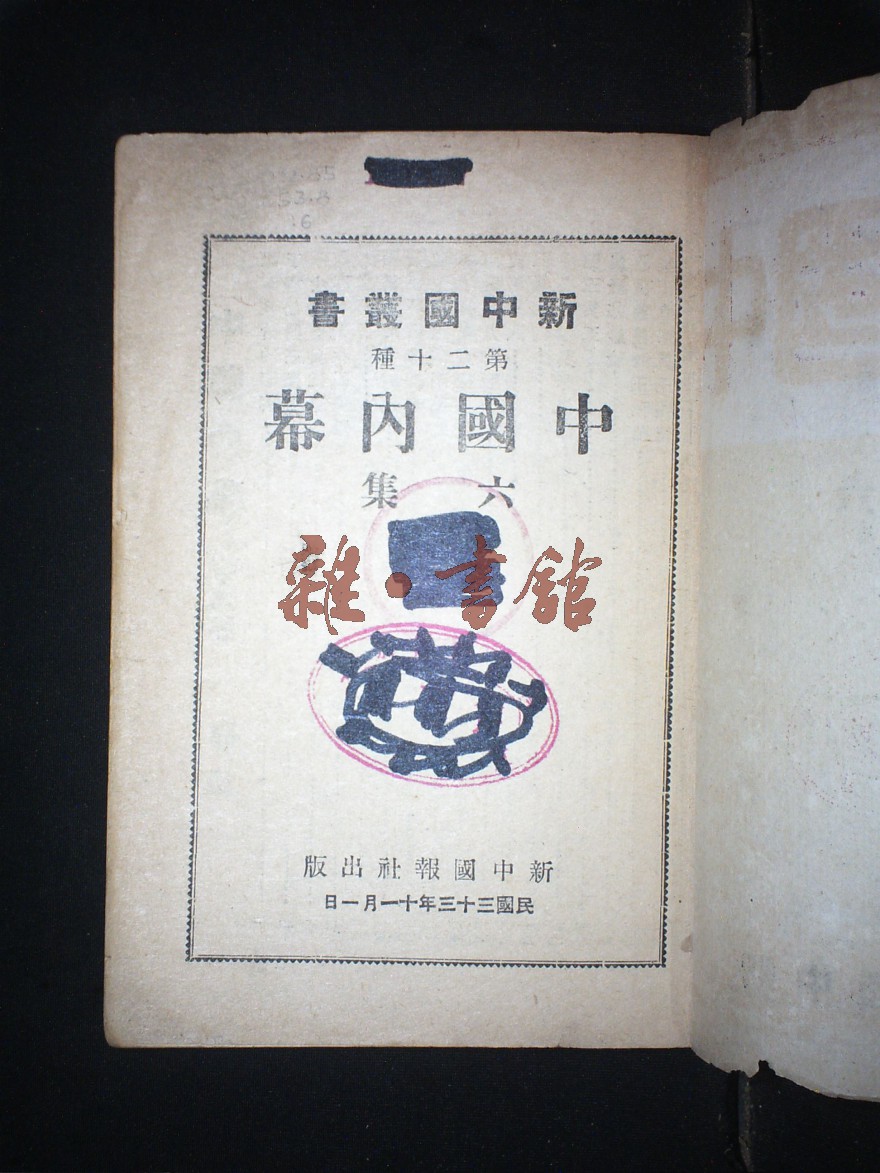 新中國叢書
第二十種
中國內幕
六集
雜·書館
新中國報社出版
民國三十三年十一月一日